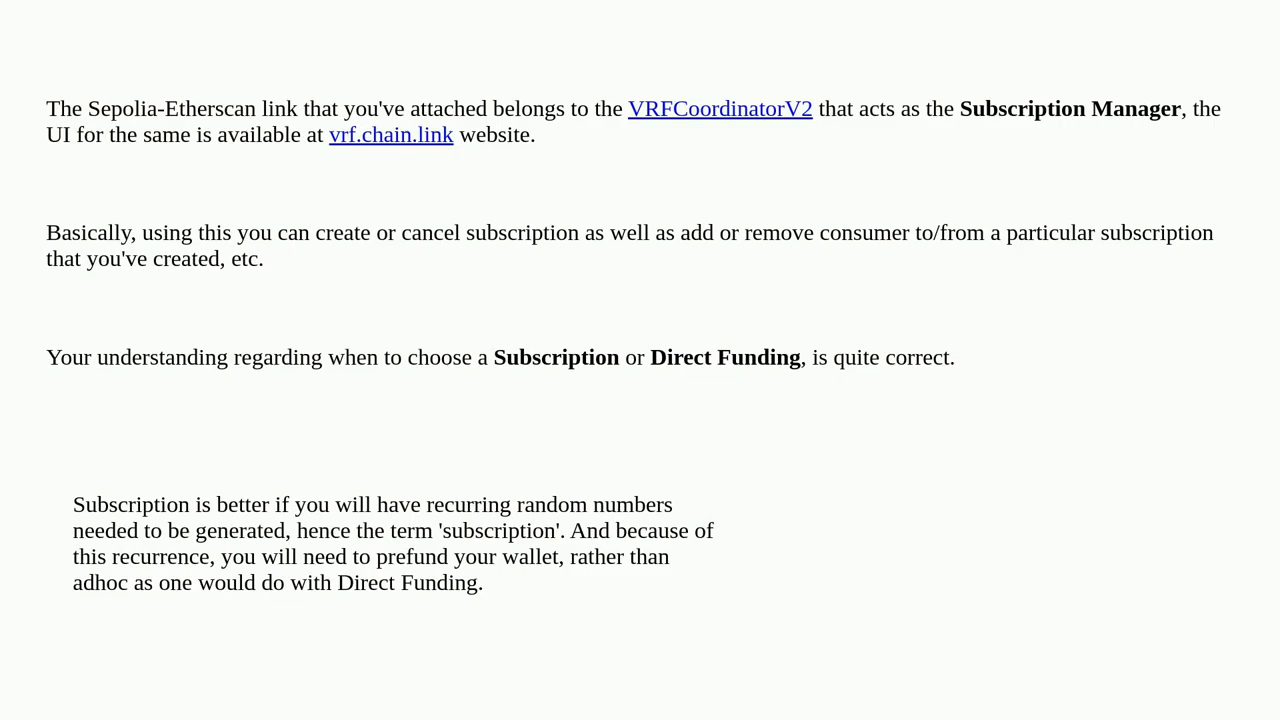 The Sepolia-Etherscan link that you've attached belongs to the VRFCoordinatorV2 that acts as the Subscription Manager, the
UI for the same is available at vrf.chain.link website.
Basically, using this you can create or cancel subscription as well as add or remove consumer to/from a particular subscription
that you've created, etc.
Your understanding regarding when to choose a Subscription or Direct Funding, is quite correct.
Subscription is better if you will have recurring random numbers
needed to be generated, hence the term 'subscription'. And because of
this recurrence, you will need to prefund your wallet, rather than
adhoc as one would do with Direct Funding.